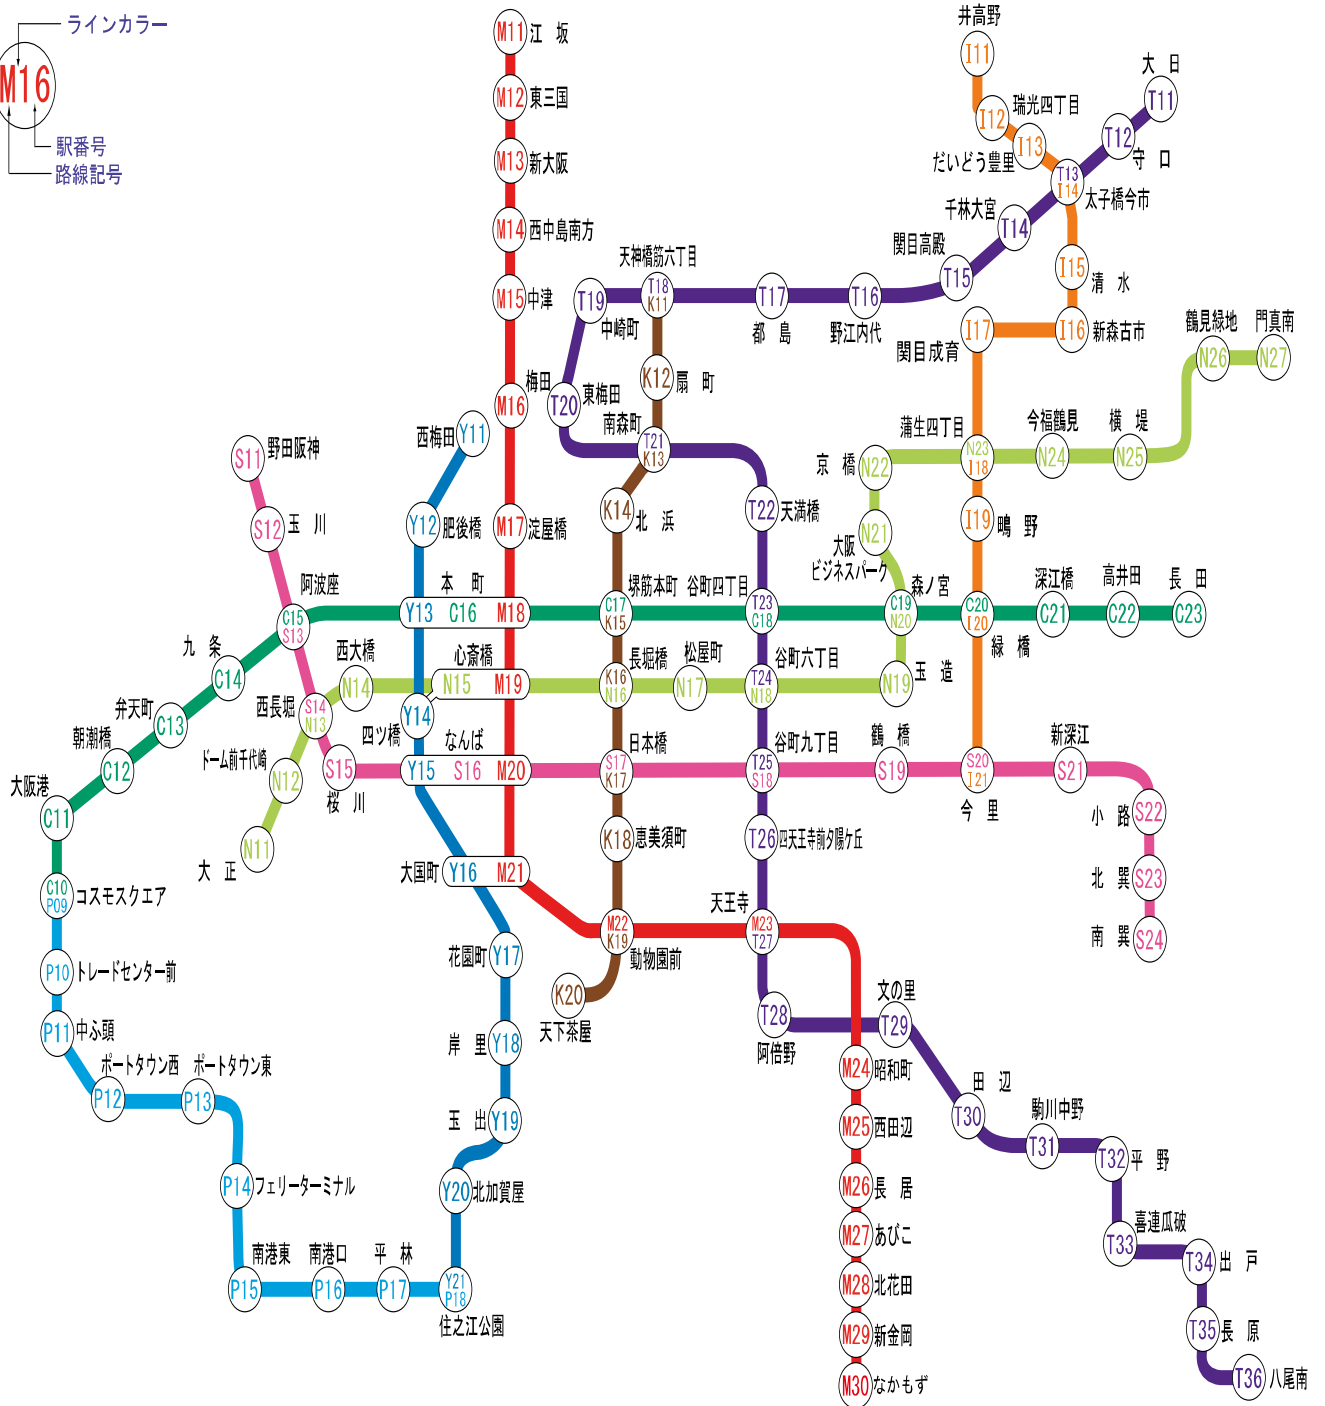 ラインカラー
M16
駅番号
路線記号
M11 江 坂
M12 東三国
M13 新大阪
M14 西中島南方
M15 中津
梅田
M16
M17 淀屋橋
本 町
Y13 C16 M18
心斎橋
N15 M19
なんば
Y15 S16 M20
大国町 Y16 M21
M22
K19
動物園前
天王寺
M23
T27
M24 昭和町
M25 西田辺
M26 長 居
M27 あびこ
M28 北花田
M29 新金岡
M30 なかもず
大 日
T11
T12
守 口
T13
I14
太子橋今市
千林大宮
T14
関目高殿
T15
T16
野江内代
T17
都 島
天神橋筋六丁目
T18
K11
T19
中崎町
T20 東梅田
南森町
T21
K13
T22 天満橋
谷町四丁目
T23
C18
谷町六丁目
T24
N18
谷町九丁目
T25
S18
T26 四天王寺前夕陽ケ丘
T28
阿倍野
文の里
T29
田 辺
T30
駒川中野
T31
T32 平 野
喜連瓜破
T33
T34 出 戸
T35 長 原
T36 八尾南
西梅田 Y11
Y12 肥後橋
Y14
四ツ橋
花園町 Y17
岸 里 Y18
玉 出 Y19
Y20 北加賀屋
Y21
P18
住之江公園
コスモスクエア
C10
P09
大阪港
C11
朝潮橋
C12
弁天町
C13
九 条
C14
阿波座
C15
S13
堺筋本町
C17
K15
森ノ宮
C19
N20
C20
I20
緑 橋
深江橋
C21
高井田
C22
長 田
C23
S11 野田阪神
S12 玉 川
西長堀
S14
N13
S15
桜 川
日本橋
S17
K17
鶴 橋
S19
S20
I21
今 里
新深江
S21
小 路 S22
北 巽 S23
南 巽 S24
大 正 N11
ドーム前千代崎
N12
西大橋
N14
長堀橋
K16
N16
松屋町
N17
N19 玉 造
大阪
ビジネスパーク
N21
京 橋 N22
蒲生四丁目
N23
I18
今福鶴見
N24
横 堤
N25
鶴見緑地
N26
門真南
N27
K12 扇 町
K14 北 浜
K18 恵美須町
K20
天下茶屋
井高野
I11
I12 瑞光四丁目
I13
だいどう豊里
I15 清 水
I16 新森古市
I17
関目成育
I19 鴫 野
P10 トレードセンター前
P11 中ふ頭
ポートタウン西
P12
ポートタウン東
P13
P14 フェリーターミナル
南港東
P15
南港口
P16
平 林
P17